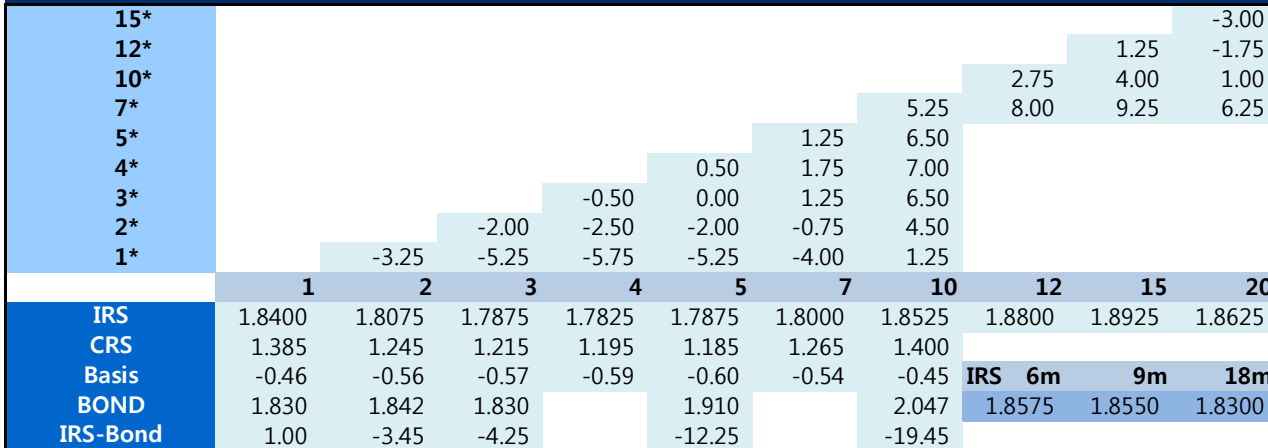 15* -3.00
12* 1.25 -1.75
10* 2.75 4.00 1.00
7* 5.25 8.00 9.25 6.25
5* 1.25 6.50
4* 0.50 1.75 7.00
3* -0.50 0.00 1.25 6.50
2* -2.00 -2.50 -2.00 -0.75 4.50
1* -3.25 -5.25 -5.75 -5.25 -4.00 1.25
1 2 3 4 5 7 10 12 15 20
IRS 1.8400 1.8075 1.7875 1.7825 1.7875 1.8000 1.8525 1.8800 1.8925 1.8625
CRS 1.385 1.245 1.215 1.195 1.185 1.265 1.400
Basis -0.46 -0.56 -0.57 -0.59 -0.60 -0.54 -0.45 IRS 6m 9m 18m
BOND 1.830 1.842 1.830 1.910 2.047 1.8575 1.8550 1.8300
IRS-Bond 1.00 -3.45 -4.25 -12.25 -19.45